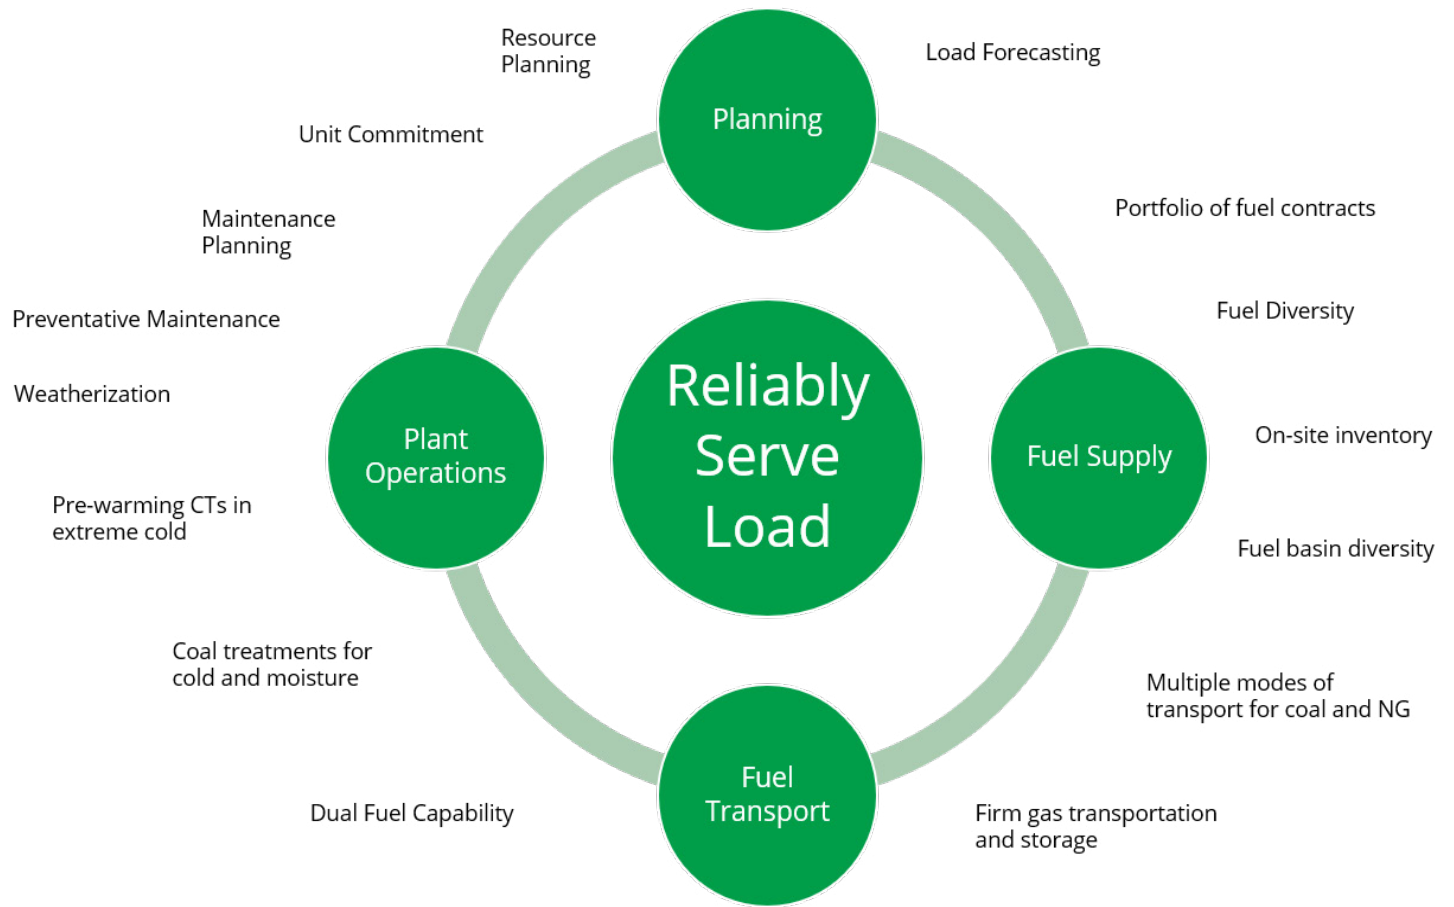 Resource
Planning
Load Forecasting
Planning
Unit Commitment
Maintenance
Planning
Portfolio of fuel contracts
Preventative Maintenance
Fuel Diversity
Weatherization
Reliably
Serve
Load
Plant
Operations
Fuel Supply
On-site inventory
Pre-warming CTs in
extreme cold
Fuel basin diversity
Coal treatments for
cold and moisture
Multiple modes of
transport for coal and NG
Fuel
Transport
Dual Fuel Capability
Firm gas transportation
and storage